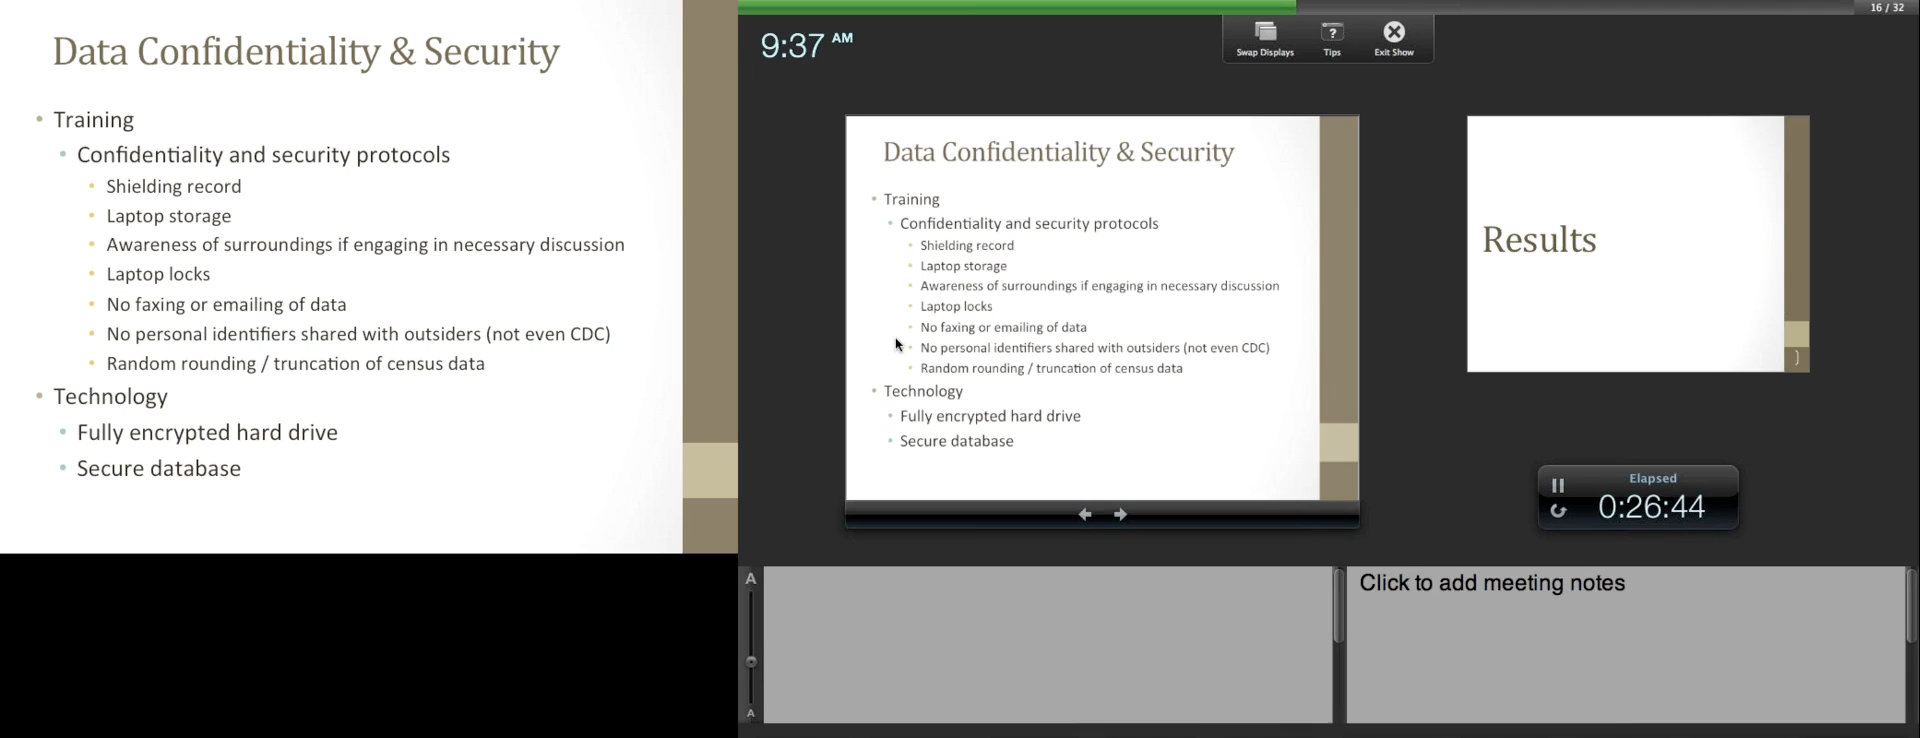 Data Confidentiality & Security
• Training
• Confidentiality and security protocols
• Shielding record
• Laptop storage
• Awareness of surroundings if engaging in necessary discussion
• Laptop locks
• No faxing or emailing of data
• No personal identifiers shared with outsiders (not even CDC)
• Random rounding / truncation of census data
• Technology
• Fully encrypted hard drive
• Secure database
16 / 32
9:37 AM
Swap Displays
Tips
Exit Show
Data Confidentiality & Security
• Training
• Confidentiality and security protocols
• Shielding record
• Laptop storage
• Awareness of surroundings if engaging in necessary discussion
• Laptop locks
• No faxing or emailing of data
• No personal identifiers shared with outsiders (not even CDC)
• Random rounding / truncation of census data
• Technology
• Fully encrypted hard drive
• Secure database
Results
Elapsed
0:26:44
A
A
Click to add meeting notes